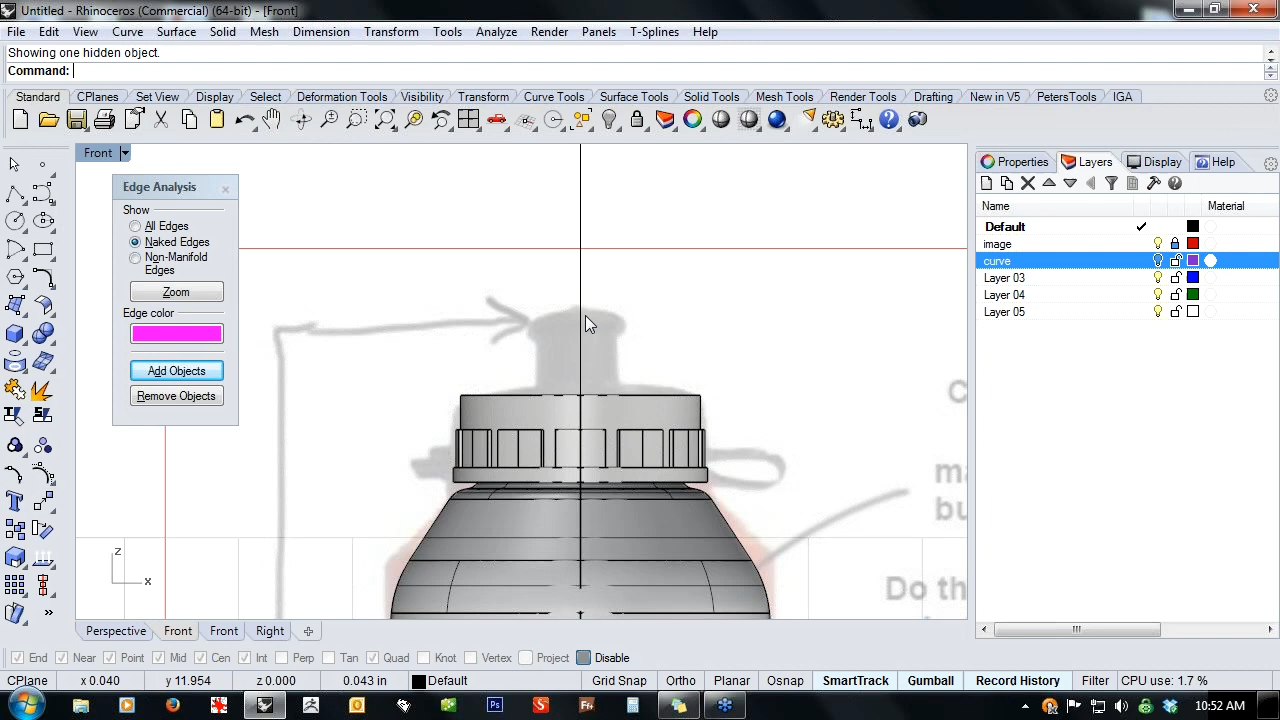 Untitled - Rhinoceros (Commercial) (64-bit) - [Front]
File Edit View Curve Surface Solid Mesh Dimension Transform Tools Analyze Render Panels T-Splines Help
Showing one hidden object.
Command:
Standard CPlanes Set View Display Select Deformation Tools Visibility Transform Curve Tools Surface Tools Solid Tools Mesh Tools Render Tools Drafting New in V5 PetersTools IGA
Front
Edge Analysis
Show
All Edges
Naked Edges
Non-Manifold
Edges
Zoom
Edge color
Add Objects
Remove Objects
C
ma
bu
Do th
z
x
Properties Layers Display Help
Name Material
Default
image
curve
Layer 03
Layer 04
Layer 05
Perspective Front Front Right
End Near Point Mid Cen Int Perp Tan Quad Knot Vertex Project Disable
CPlane x 0.040 y 11.954 z 0.000 0.043 in Default Grid Snap Ortho Planar Osnap SmartTrack Gumball Record History Filter CPU use: 1.7 %
10:52 AM